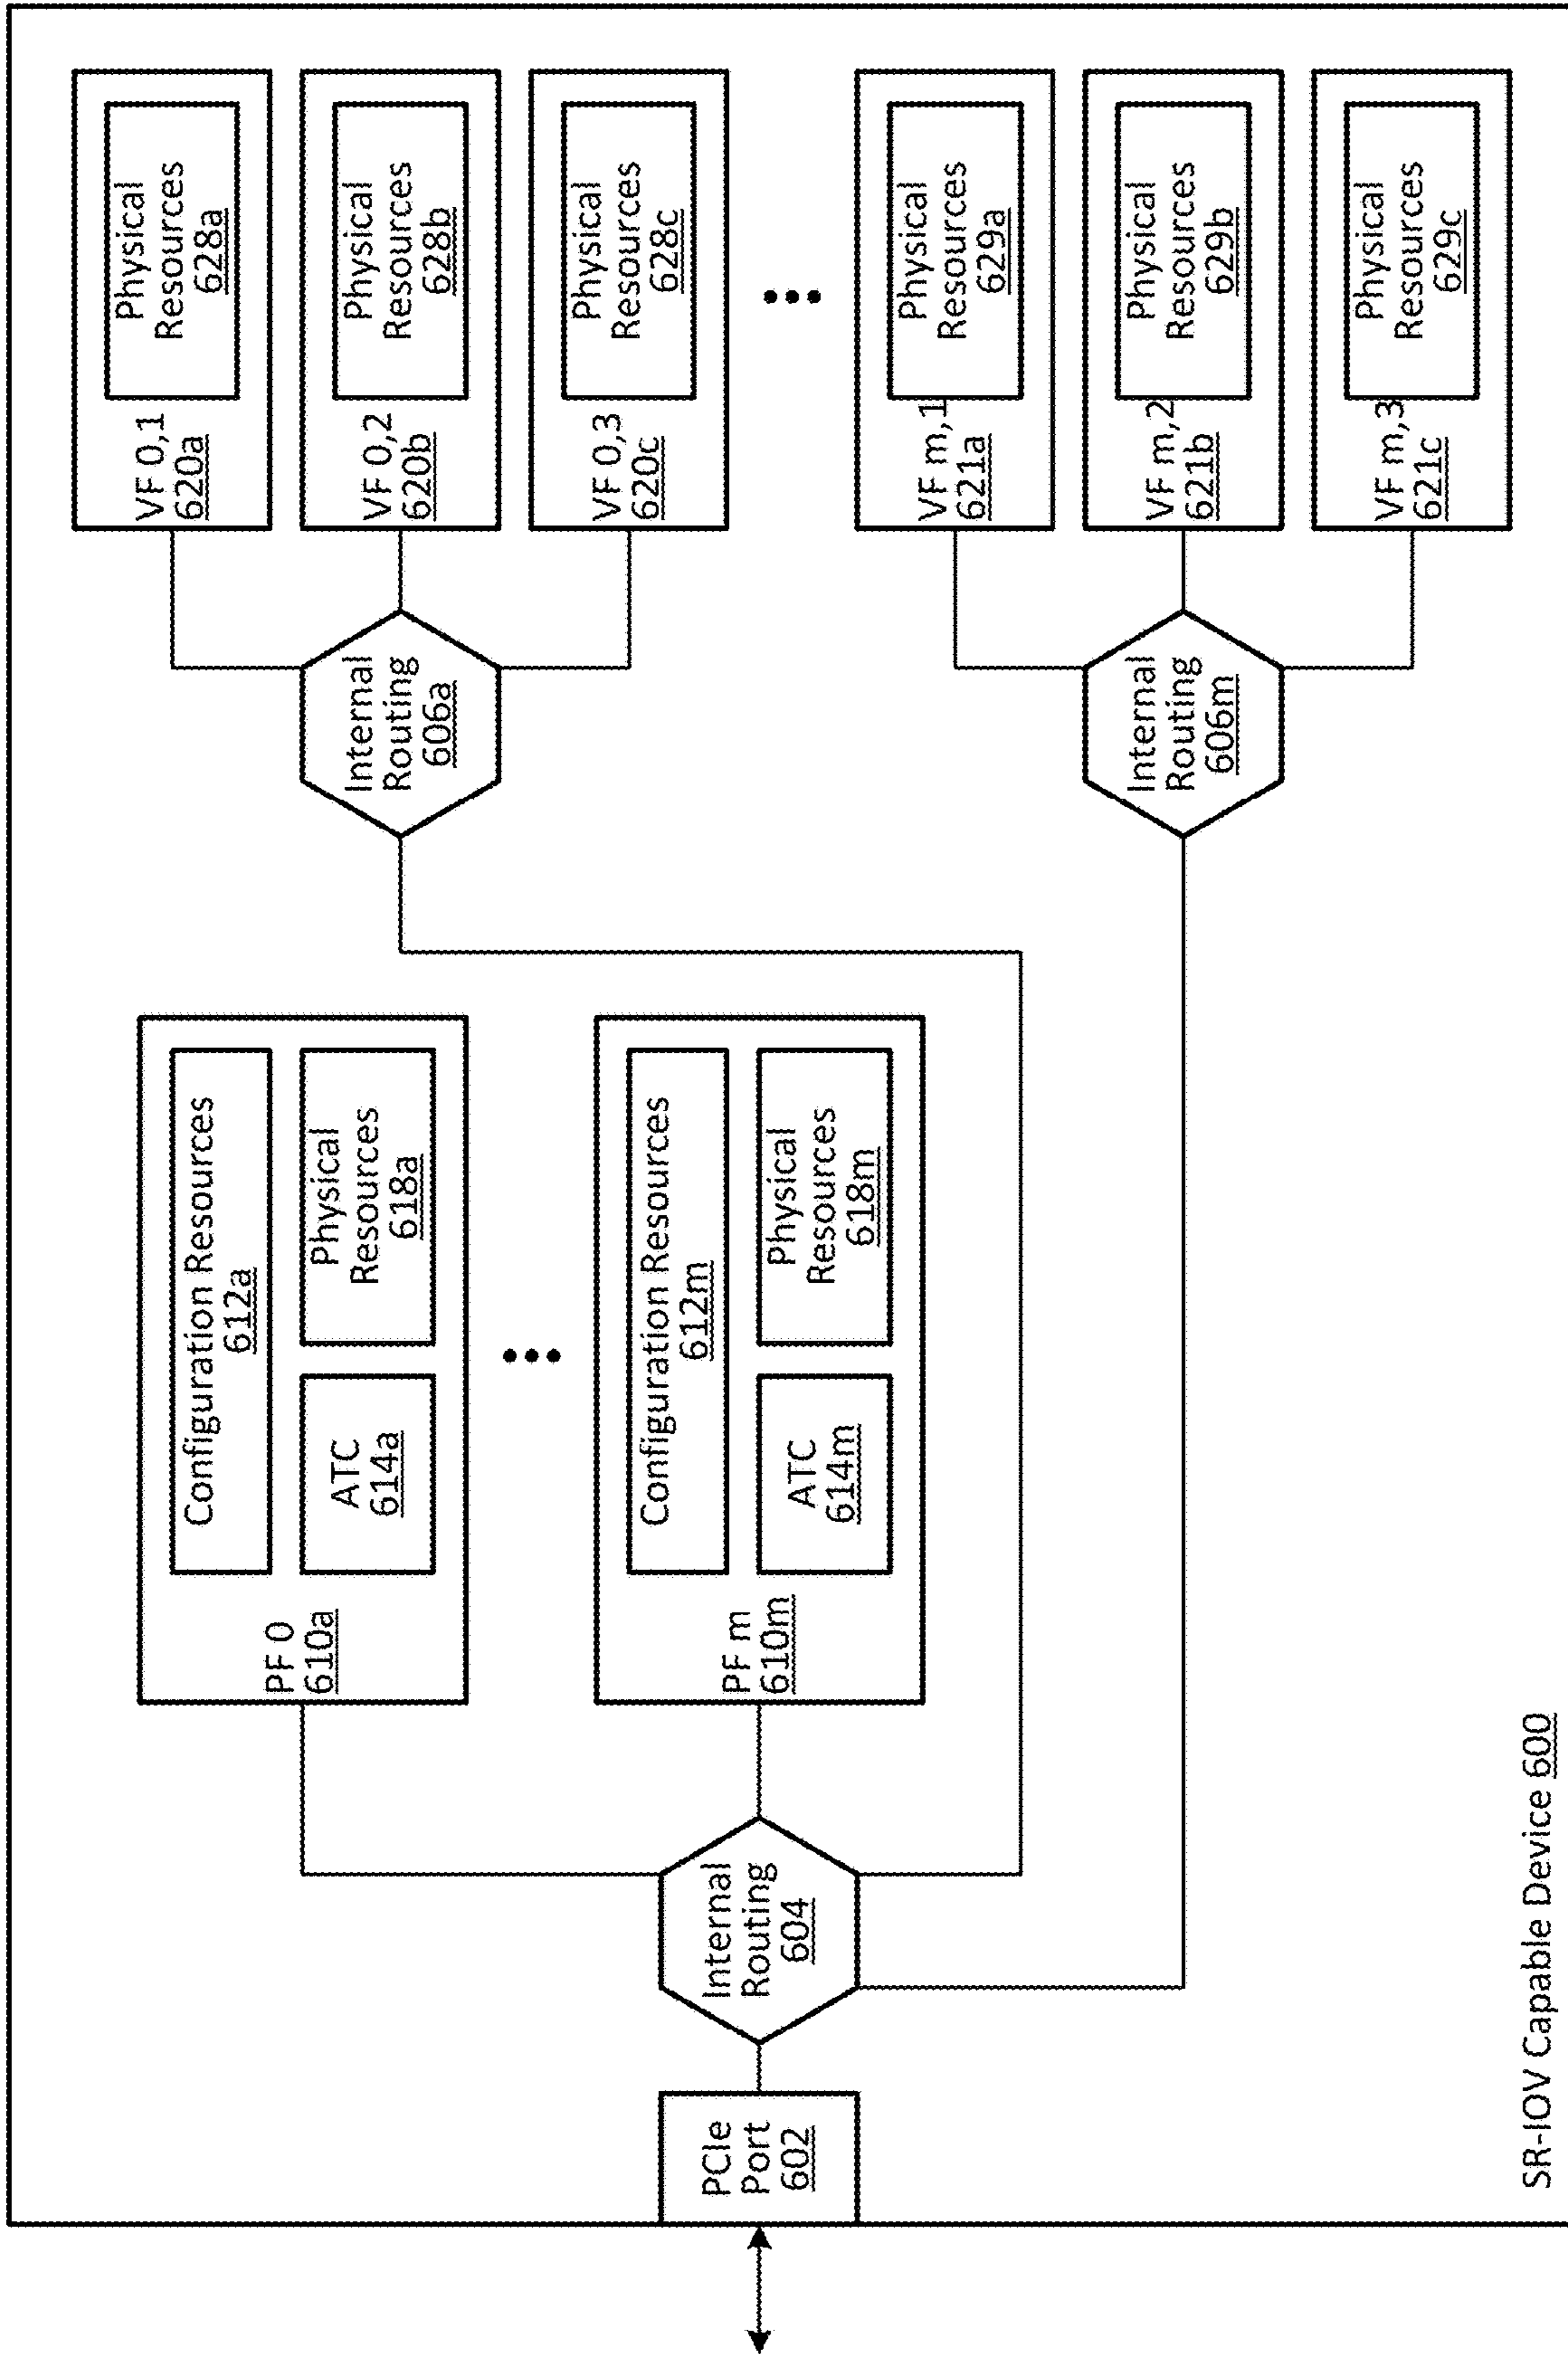 PCIe
Port
602
Internal
Routing
604
PF 0
610a
Configuration Resources
612a
ATC
614a
Physical
Resources
618a
PF m
610m
Configuration Resources
612m
ATC
614m
Physical
Resources
618m
Internal
Routing
606a
VF 0,1
620a
Physical
Resources
628a
VF 0,2
620b
Physical
Resources
628b
VF 0,3
620c
Physical
Resources
628c
Internal
Routing
606m
VF m,1
621a
Physical
Resources
629a
VF m,2
621b
Physical
Resources
629b
VF m,3
621c
Physical
Resources
629c
SR-IOV Capable Device 600